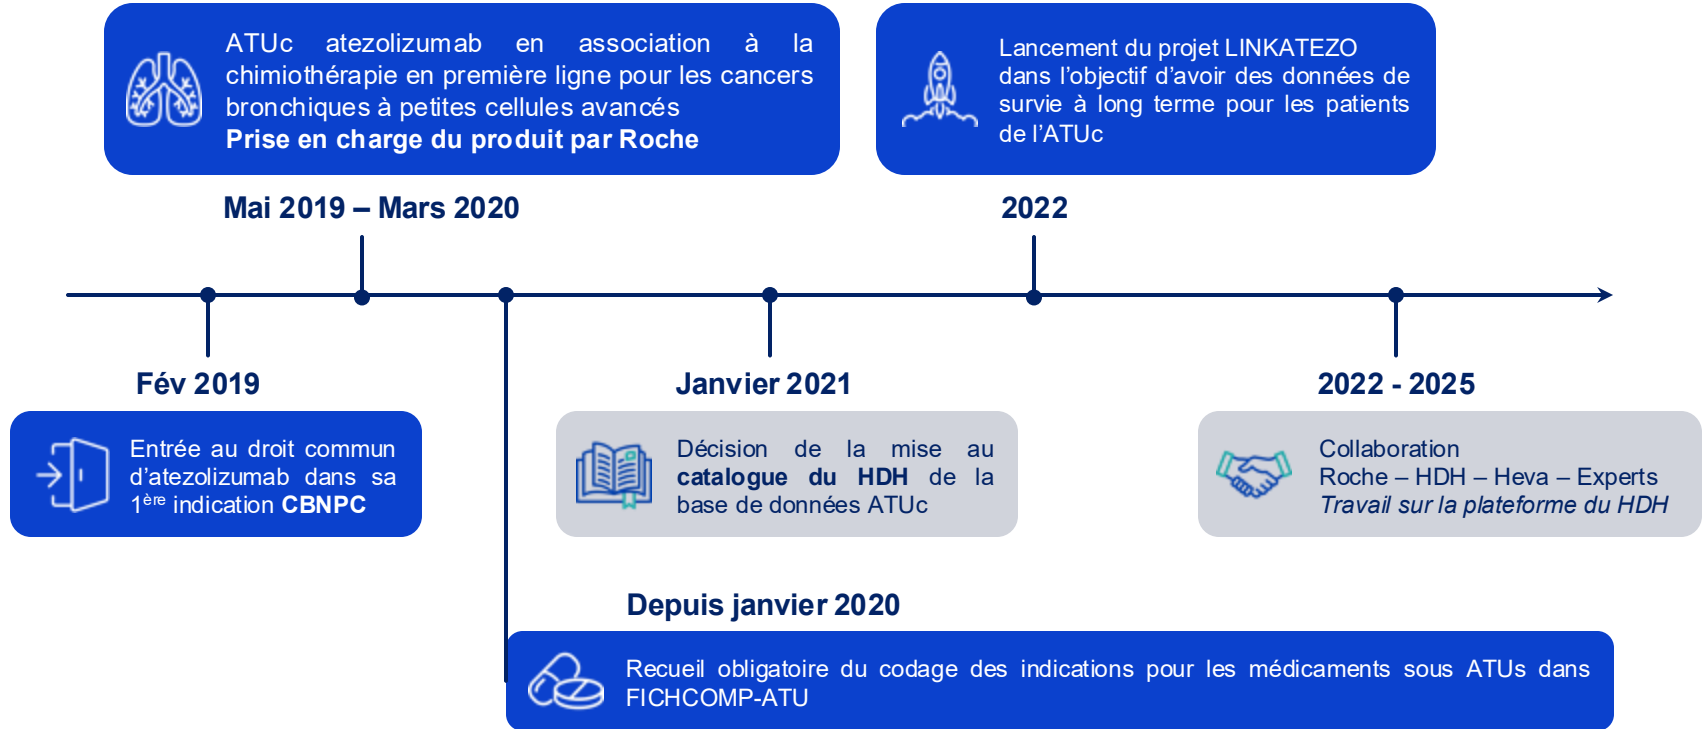 ATUc atezolizumab en association à la
chimiothérapie en première ligne pour les cancers
bronchiques à petites cellules avancés
Prise en charge du produit par Roche
Lancement du projet LINKATEZO
dans l’objectif d’avoir des données de
survie à long terme pour les patients
de l’ATUc
Mai 2019 – Mars 2020
2022
Fév 2019
Janvier 2021
2022 - 2025
Entrée au droit commun
d’atezolizumab dans sa
1ère indication CBNPC
Décision de la mise au
catalogue du HDH de la
base de données ATUc
Collaboration
Roche – HDH – Heva – Experts
Travail sur la plateforme du HDH
Depuis janvier 2020
Recueil obligatoire du codage des indications pour les médicaments sous ATUs dans
FICHCOMP-ATU